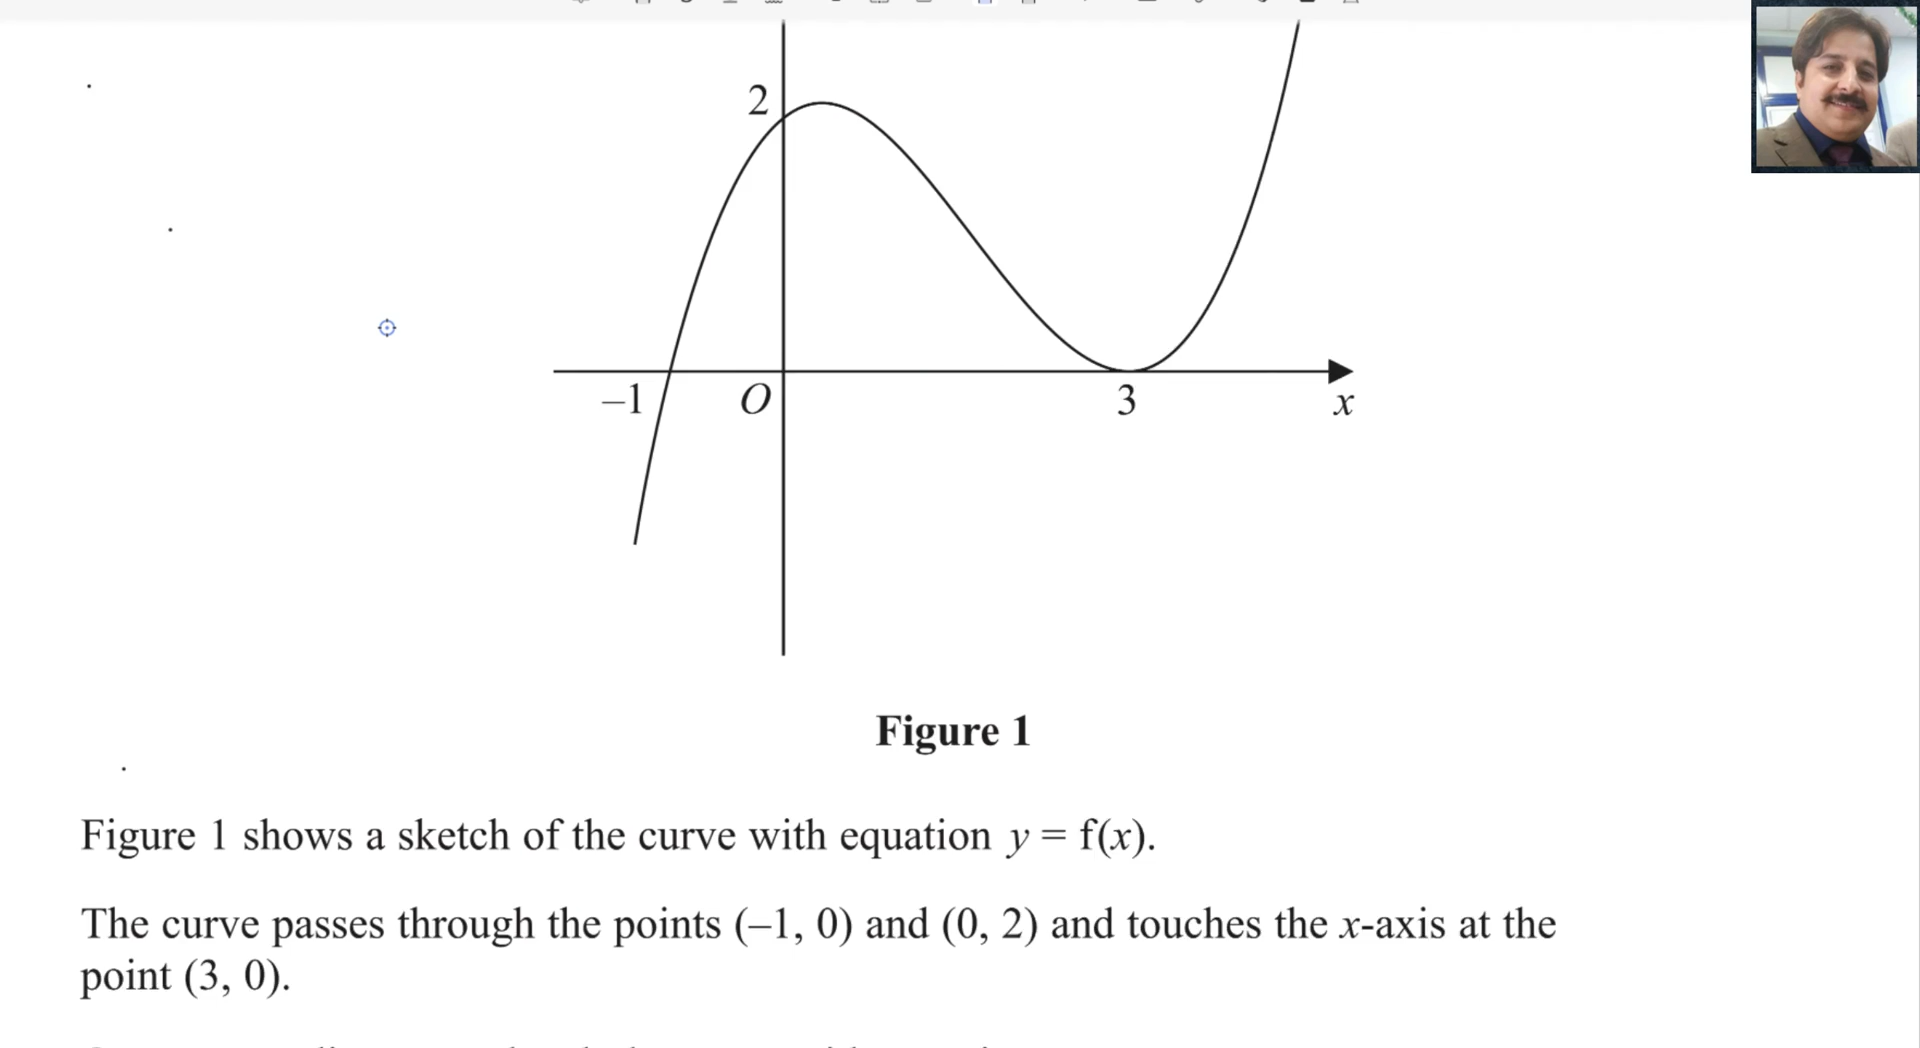 2
–1
O
3
x
Figure 1
Figure 1 shows a sketch of the curve with equation y = f(x).
The curve passes through the points (–1, 0) and (0, 2) and touches the x-axis at the
point (3, 0).